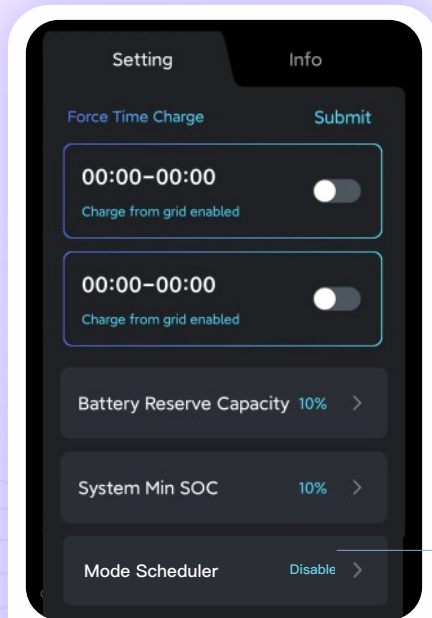 Setting
Info
Force Time Charge
Submit
00:00-00:00
Charge from grid enabled
00:00-00:00
Charge from grid enabled
Battery Reserve Capacity 10%
System Min SOC 10%
Mode Scheduler Disable